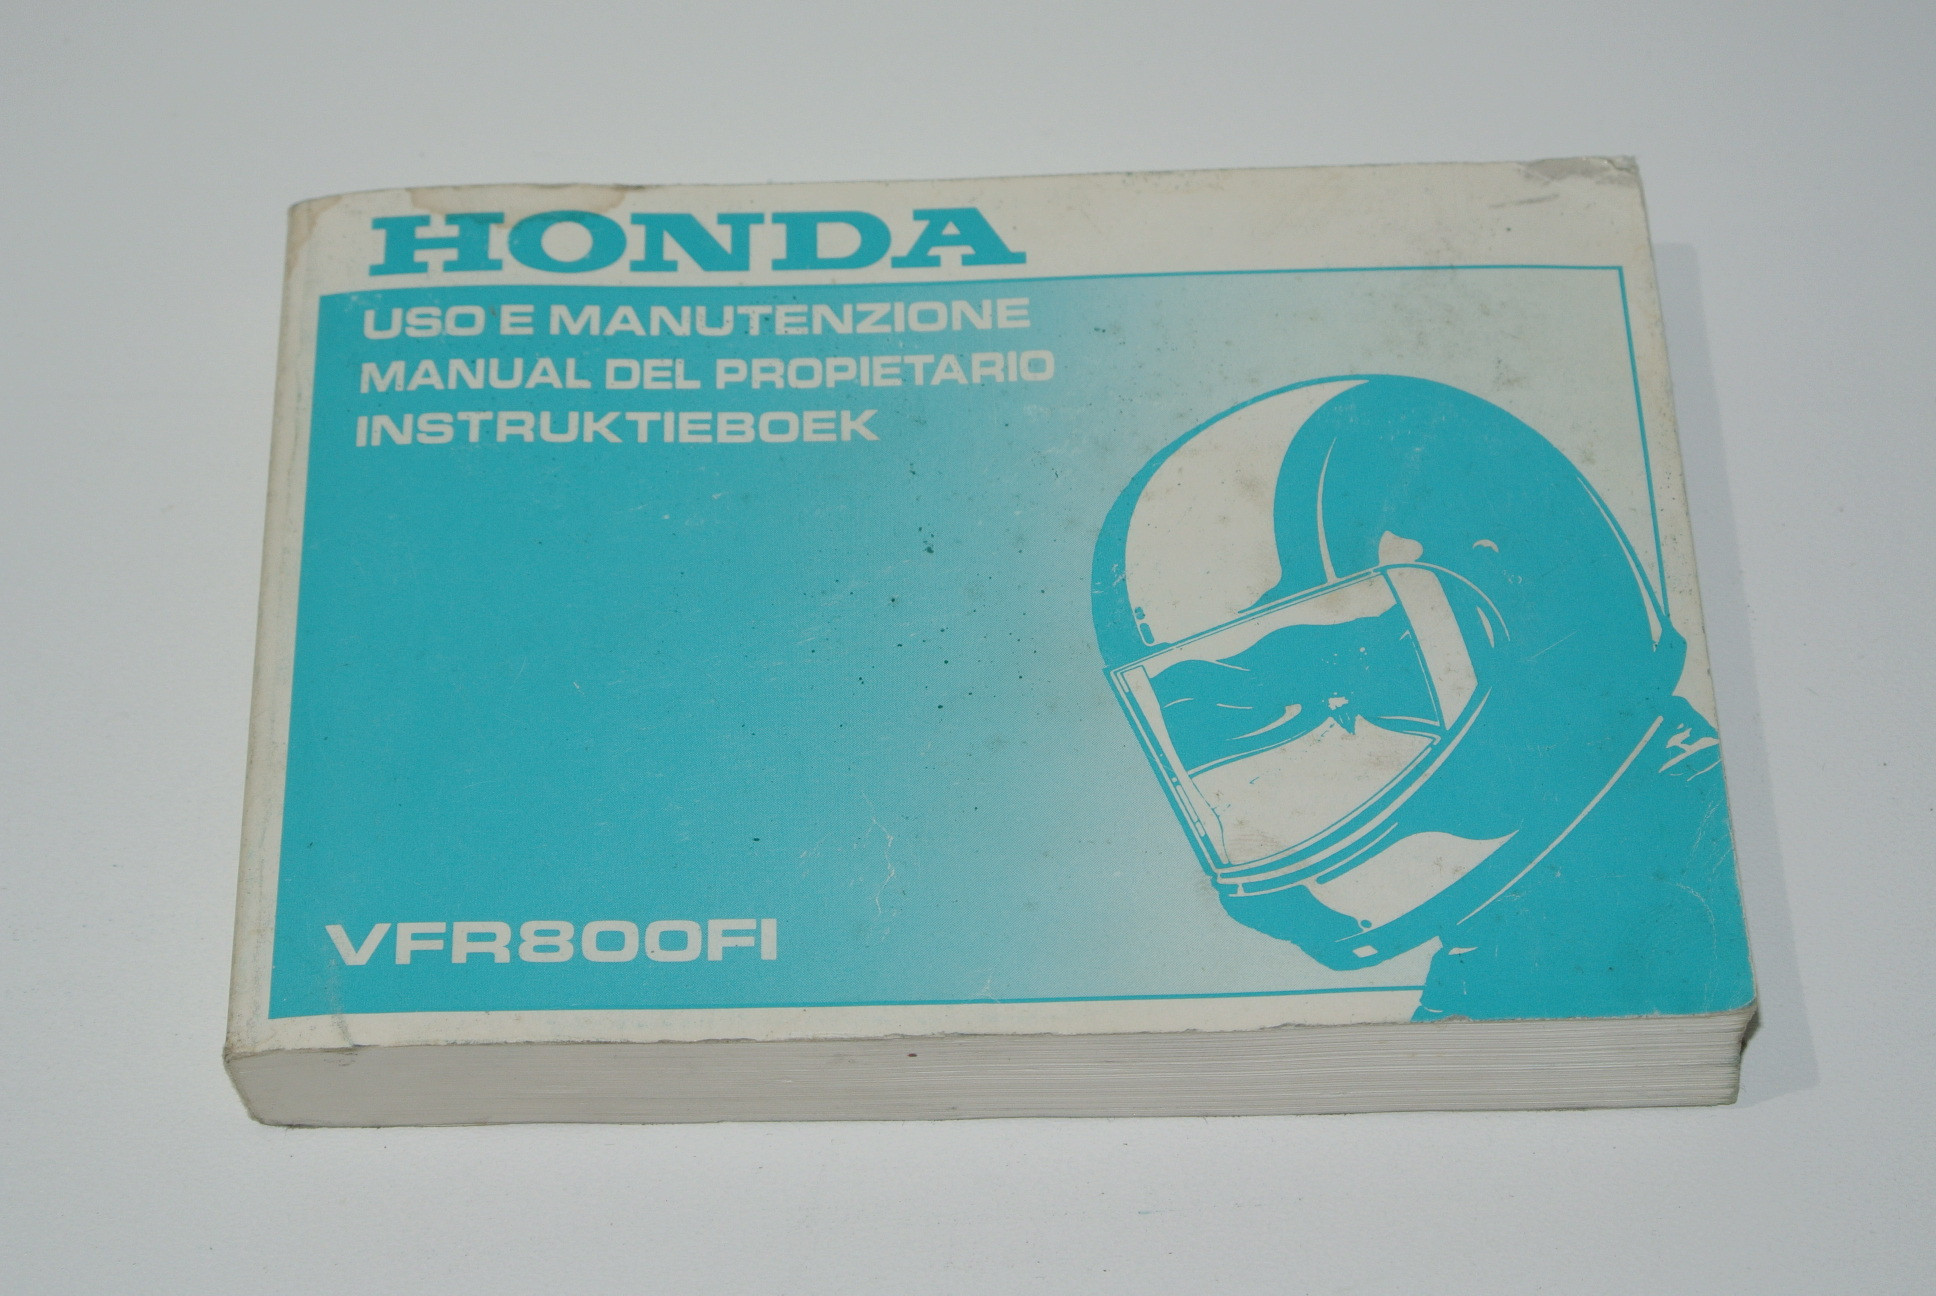 HONDA
USO E MANUTENZIONE
MANUAL DEL PROPIETARIO
INSTRUKTIEBOEK
VFR800FI